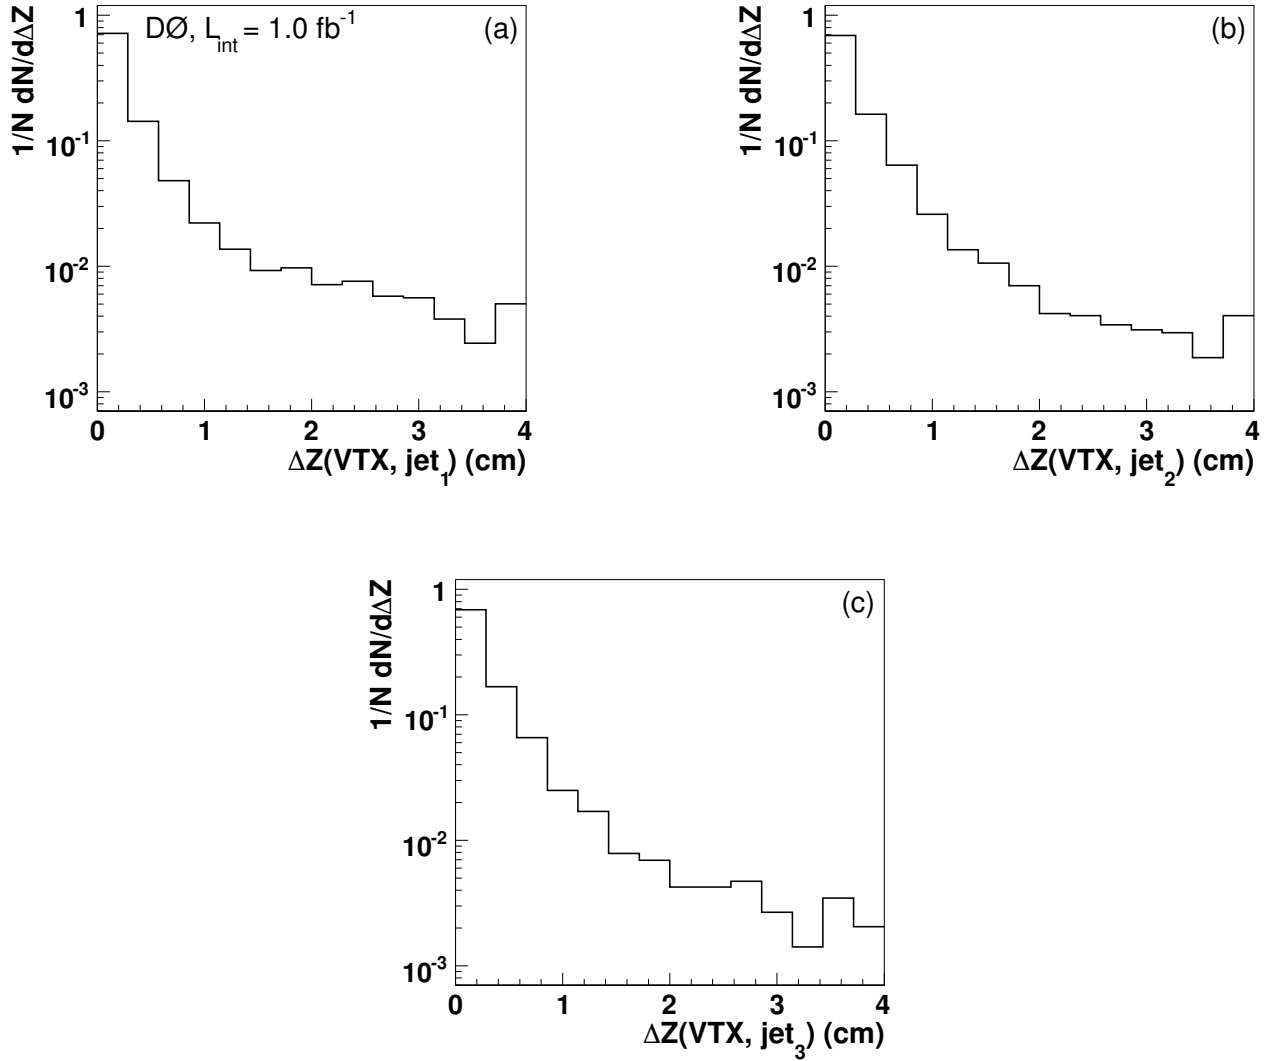 DØ, L_int = 1.0 fb^-1
(a)
1/N dN/dΔZ
1
10^-1
10^-2
10^-3
0 1 2 3 4
ΔZ(VTX, jet_1) (cm)
(b)
1/N dN/dΔZ
1
10^-1
10^-2
10^-3
0 1 2 3 4
ΔZ(VTX, jet_2) (cm)
(c)
1/N dN/dΔZ
1
10^-1
10^-2
10^-3
0 1 2 3 4
ΔZ(VTX, jet_3) (cm)